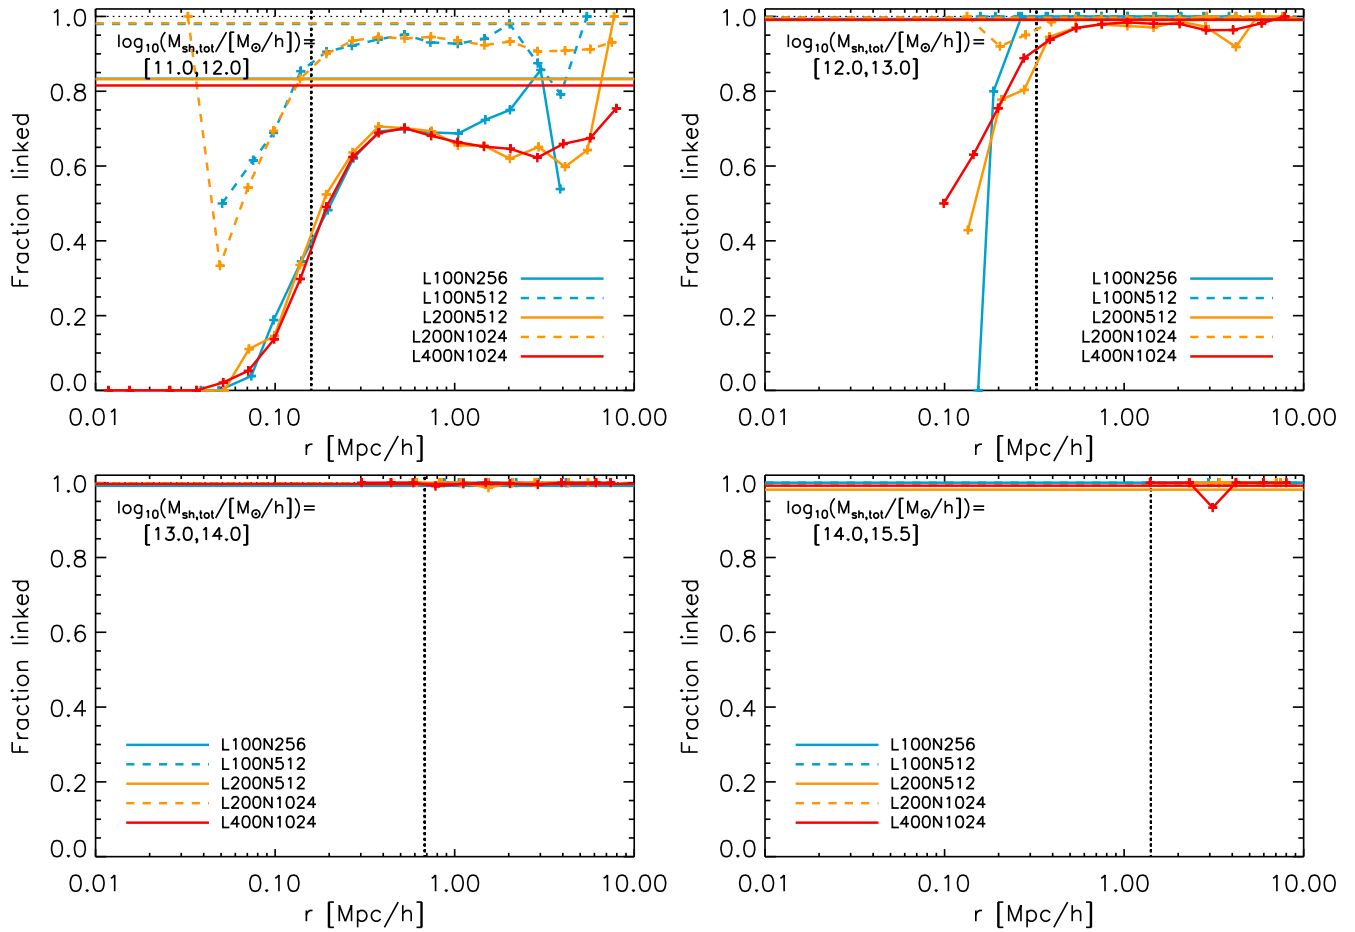 log10(Msh,tot/[M⊙/h])=
[11.0,12.0]
Fraction linked
1.0
0.8
0.6
0.4
0.2
0.0
L100N256
L100N512
L200N512
L200N1024
L400N1024
0.01 0.10 1.00 10.00
r [Mpc/h]
log10(Msh,tot/[M⊙/h])=
[12.0,13.0]
Fraction linked
1.0
0.8
0.6
0.4
0.2
0.0
L100N256
L100N512
L200N512
L200N1024
L400N1024
0.01 0.10 1.00 10.00
r [Mpc/h]
log10(Msh,tot/[M⊙/h])=
[13.0,14.0]
Fraction linked
1.0
0.8
0.6
0.4
0.2
0.0
L100N256
L100N512
L200N512
L200N1024
L400N1024
0.01 0.10 1.00 10.00
r [Mpc/h]
log10(Msh,tot/[M⊙/h])=
[14.0,15.5]
Fraction linked
1.0
0.8
0.6
0.4
0.2
0.0
L100N256
L100N512
L200N512
L200N1024
L400N1024
0.01 0.10 1.00 10.00
r [Mpc/h]